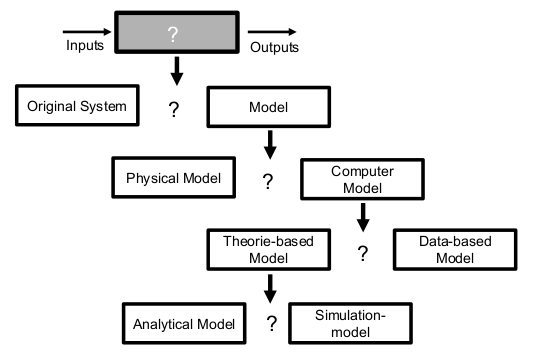 ?
Inputs
Outputs
Original System
?
Model
Physical Model
?
Computer
Model
Theorie-based
Model
?
Data-based
Model
Analytical Model
?
Simulation-
model